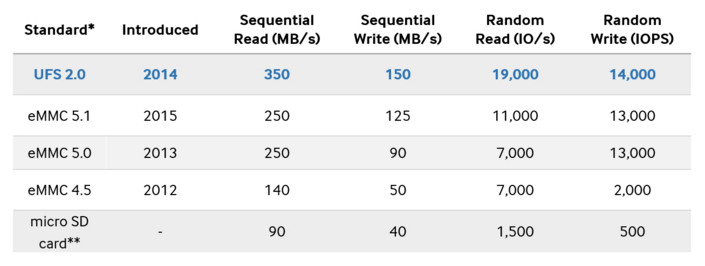 Standard* Introduced Sequential Read (MB/s) Sequential Write (MB/s) Random Read (IO/s) Random Write (IOPS)
UFS 2.0 2014 350 150 19,000 14,000
eMMC 5.1 2015 250 125 11,000 13,000
eMMC 5.0 2013 250 90 7,000 13,000
eMMC 4.5 2012 140 50 7,000 2,000
micro SD card** - 90 40 1,500 500